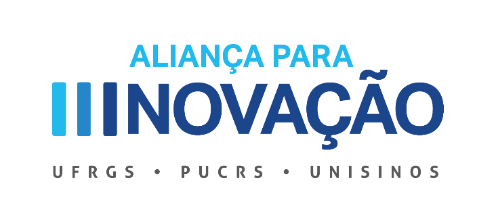 ALIANÇA PARA
INOVAÇÃO
UFRGS • PUCRS • UNISINOS